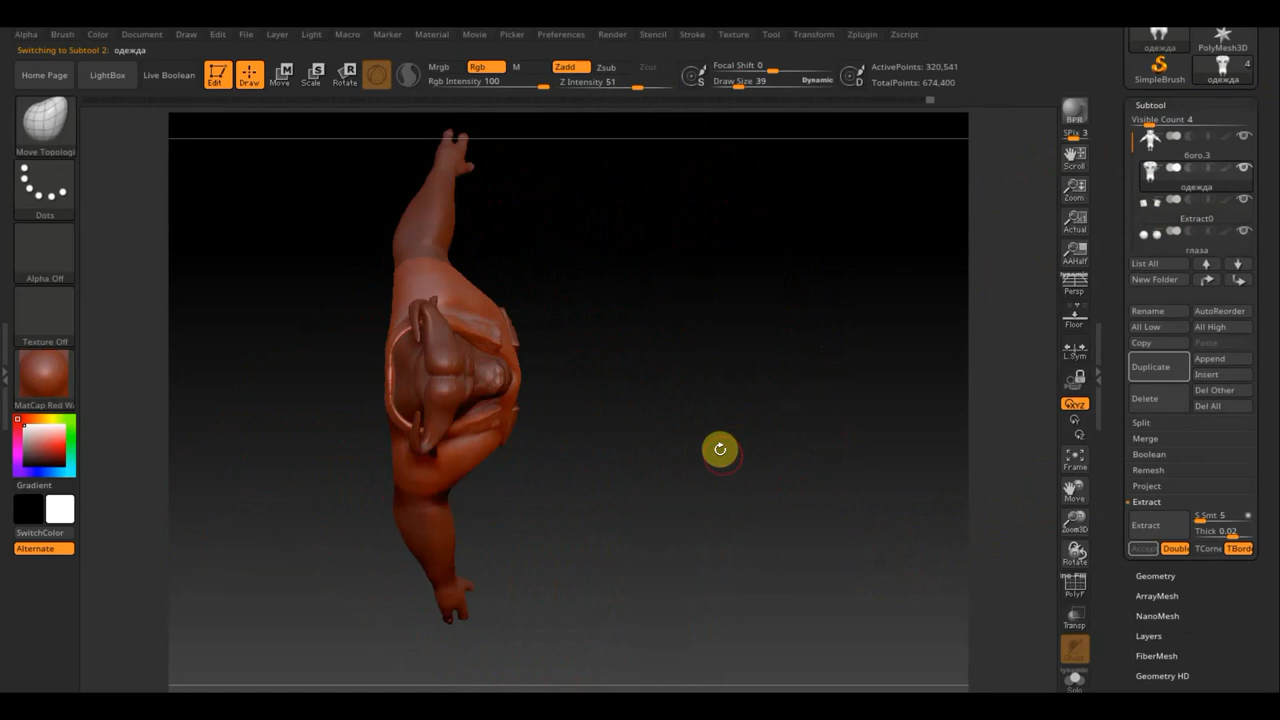 Alpha Brush Color Document Draw Edit File Layer Light Macro Marker Material Movie Picker Preferences Render Stencil Stroke Texture Tool Transform Zplugin Zscript
Switching to Subtool 2: одежда
Home Page
LightBox
Live Boolean
Edit
Draw
Move
Scale
Rotate
Mrgb Rgb M
Rgb Intensity 100
Zadd Zsub Zcut
Z Intensity 51
S
Focal Shift 0
Draw Size 39 Dynamic
D
ActivePoints: 320,541
TotalPoints: 674,400
Move Topologi
Dots
Alpha Off
Texture Off
MatCap Red Wa
Gradient
SwitchColor
Alternate
BPR
SPix 3
Scroll
Zoom
Actual
AAHalf
Dynamic
Persp
Floor
L.Sym
XYZ
Y
Z
Frame
Move
Zoom3D
Rotate
PolyF
Transp
Dynamic
Solo
одежда
PolyMesh3D
SimpleBrush
4
одежда
Subtool
Visible Count 4
бого.3
одежда
Extract0
глаза
List All
New Folder
Rename AutoReorder
All Low All High
Copy Paste
Duplicate
Append
Insert
Delete
Del Other
Del All
Split
Merge
Boolean
Remesh
Project
Extract
Extract
S Smt 5
Thick 0.02
Accept Double TCorne TBorde
Geometry
ArrayMesh
NanoMesh
Layers
FiberMesh
Geometry HD